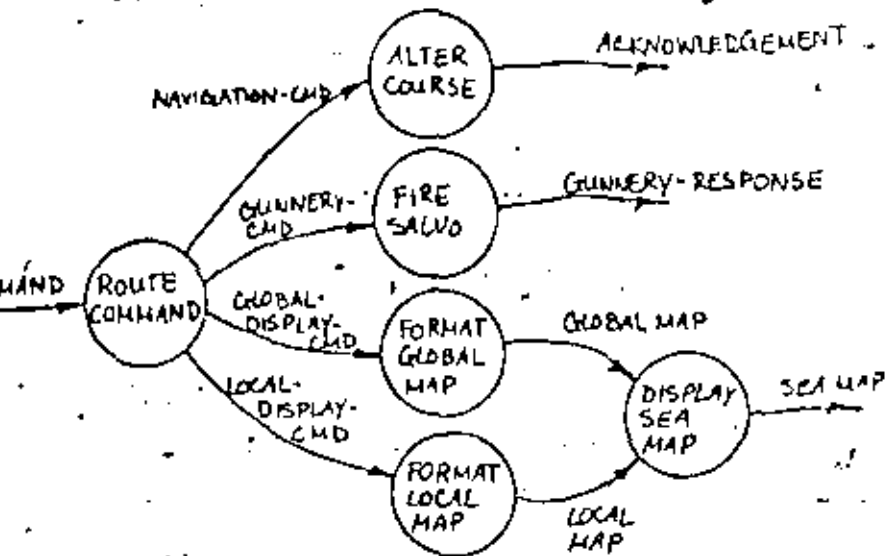 ALTER
COURSE
ACKNOWLEDGEMENT
NAVIGATION-CMD
FIRE
SALVO
GUNNERY-RESPONSE
GUNNERY-
CMD
MAND
ROUTE
COMMAND
GLOBAL-
DISPLAY-
CMD
FORMAT
GLOBAL
MAP
GLOBAL MAP
LOCAL-
DISPLAY-
CMD
DISPLAY
SEA
MAP
SEA MAP
FORMAT
LOCAL
MAP
LOCAL
MAP